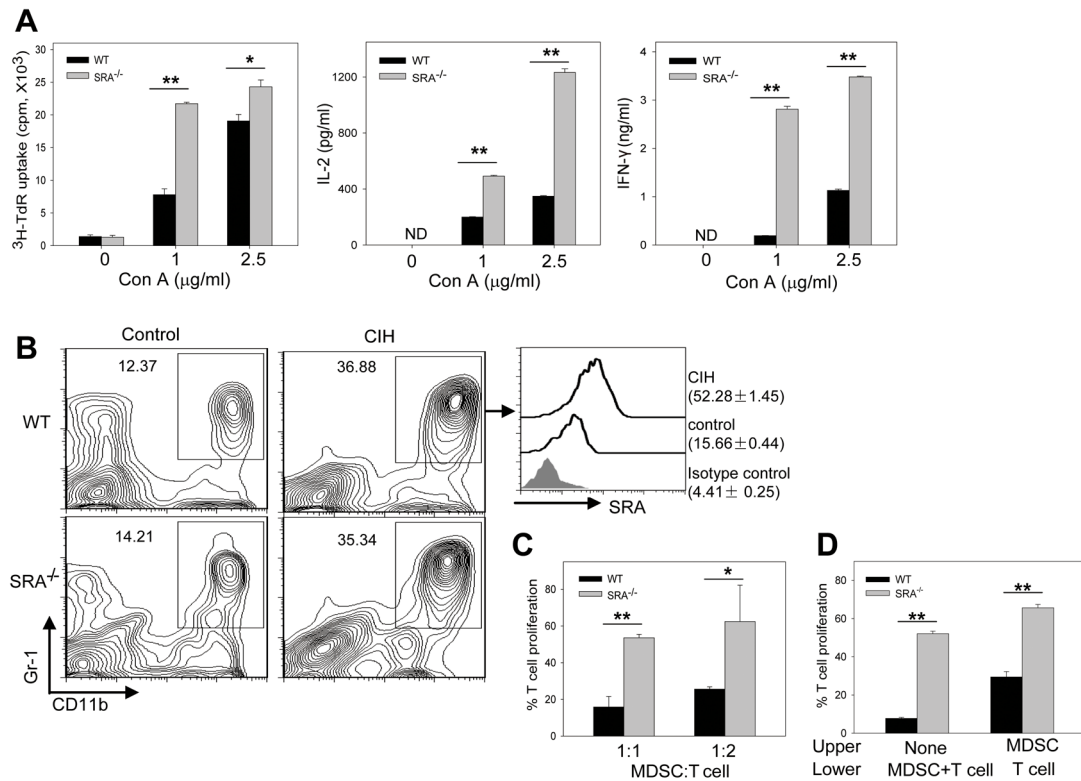 A
WT
SRA-/-
**
*
30
25
20
15
10
5
0
³H-TdR uptake (cpm, X10³)
0 1 2.5
Con A (μg/ml)
WT
SRA-/-
**
**
1200
800
400
0
IL-2 (pg/ml)
ND
0 1 2.5
Con A (μg/ml)
WT
SRA-/-
**
**
4
3
2
1
0
IFN-γ (ng/ml)
ND
0 1 2.5
Con A (μg/ml)
B
Control CIH
WT
12.37
36.88
SRA-/-
14.21
35.34
Gr-1
CD11b
CIH
(52.28±1.45)
control
(15.66±0.44)
Isotype control
(4.41± 0.25)
SRA
C
WT
SRA-/-
**
*
80
60
40
20
0
% T cell proliferation
1:1 1:2
MDSC:T cell
D
WT
SRA-/-
**
**
80
60
40
20
0
% T cell proliferation
Upper None MDSC
Lower MDSC+T cell T cell